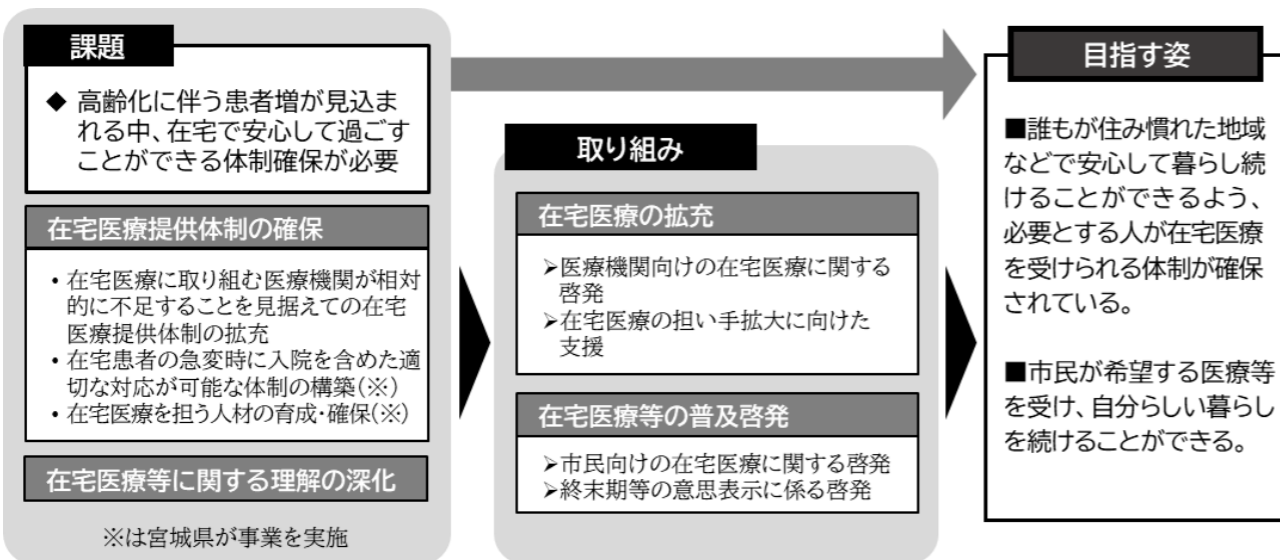 課題
◆ 高齢化に伴う患者増が見込ま
れる中、在宅で安心して過ごす
ことができる体制確保が必要
在宅医療提供体制の確保
・在宅医療に取り組む医療機関が相対
的に不足することを見据えての在宅
医療提供体制の拡充
・在宅患者の急変時に入院を含めた適
切な対応が可能な体制の構築(※)
・在宅医療を担う人材の育成・確保(※)
在宅医療等に関する理解の深化
※は宮城県が事業を実施
取り組み
在宅医療の拡充
➢医療機関向けの在宅医療に関する
啓発
➢在宅医療の担い手拡大に向けた
支援
在宅医療等の普及啓発
➢市民向けの在宅医療に関する啓発
➢終末期等の意思表示に係る啓発
目指す姿
■誰もが住み慣れた地域
などで安心して暮らし続
けることができるよう、
必要とする人が在宅医療
を受けられる体制が確保
されている。
■市民が希望する医療等
を受け、自分らしい暮らし
を続けることができる。